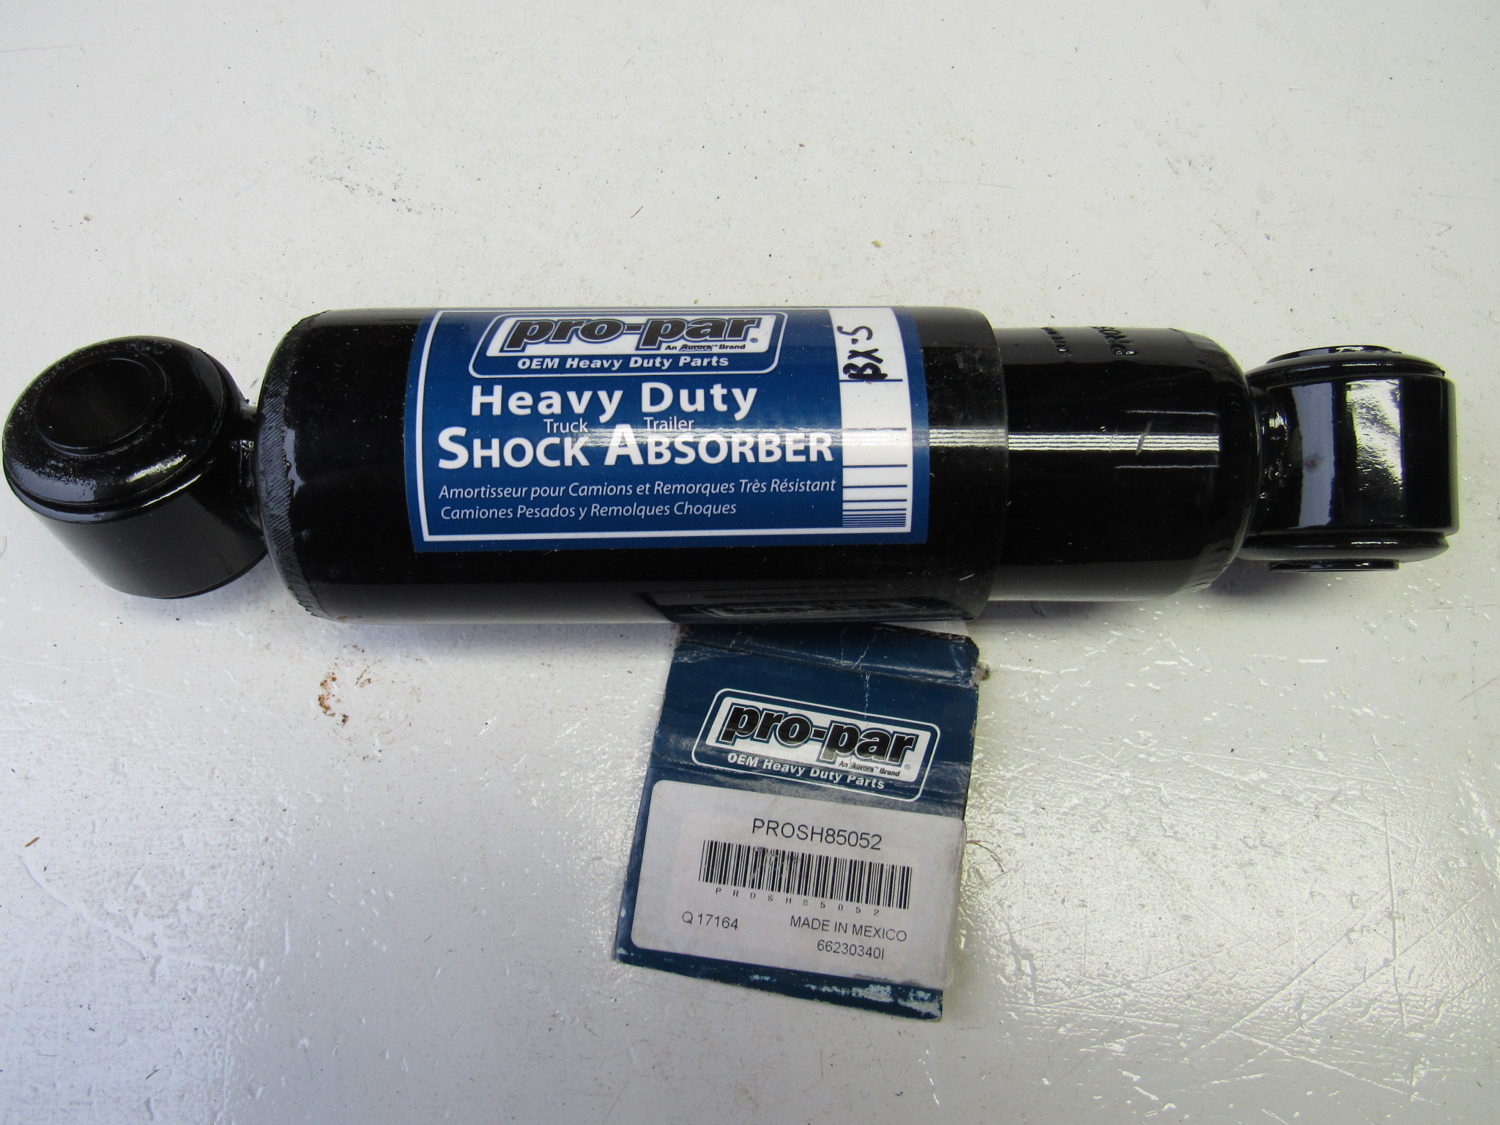 pro-par
An Aurora™ Brand
®
OEM Heavy Duty Parts
Heavy Duty
Truck Trailer
SHOCK ABSORBER
Amortisseur pour Camions et Remorques Très Résistant
Camiones Pesados y Remolques Choques
BX-5
pro-par
An Aurora™ Brand
®
OEM Heavy Duty Parts
PROSH85052
PROSH85052
Q 17164
MADE IN MEXICO
66230340I